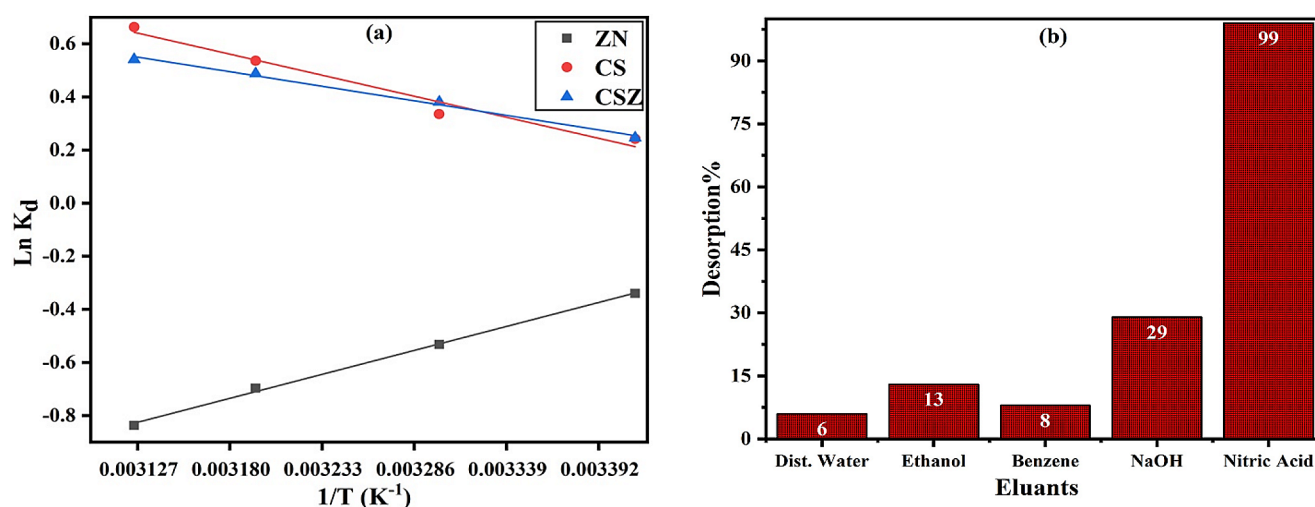 (a)
ZN
CS
CSZ
0.6
0.4
0.2
0.0
-0.2
-0.4
-0.6
-0.8
Ln Kd
0.003127 0.003180 0.003233 0.003286 0.003339 0.003392
1/T (K-1)
(b)
90
75
60
45
30
15
0
Desorption%
6
13
8
29
99
Dist. Water Ethanol Benzene NaOH Nitric Acid
Eluants